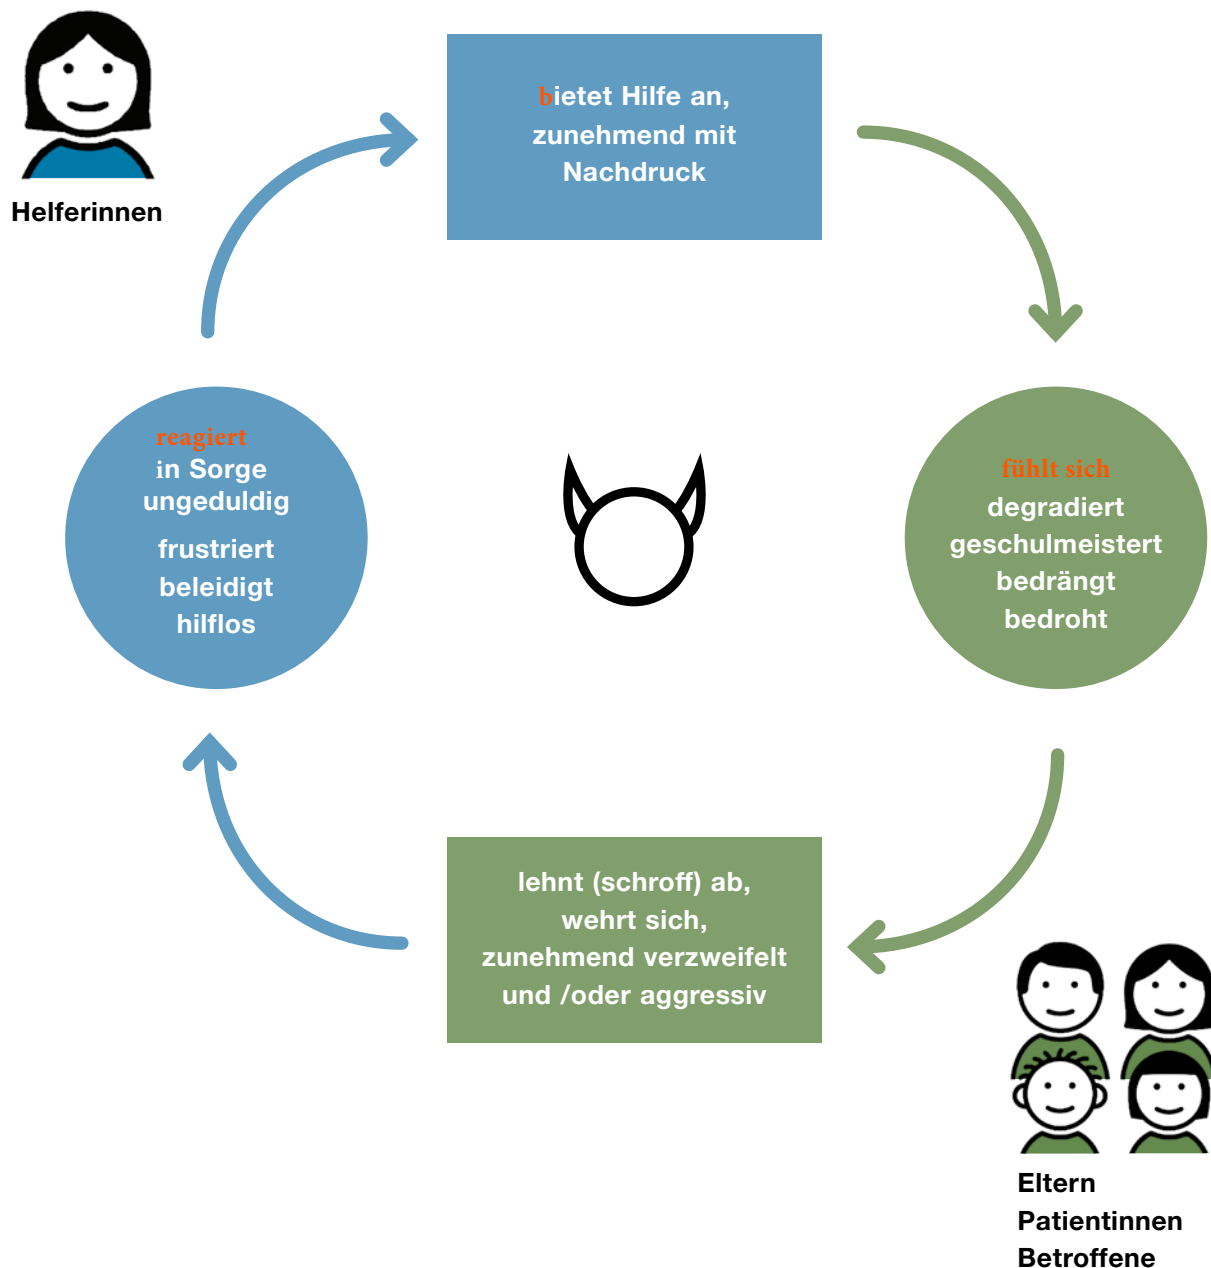 Helferinnen
bietet Hilfe an,
zunehmend mit
Nachdruck
fühlt sich
degradiert
geschulmeistert
bedrängt
bedroht
lehnt (schroff) ab,
wehrt sich,
zunehmend verzweifelt
und /oder aggressiv
reagiert
in Sorge
ungeduldig
frustriert
beleidigt
hilflos
Eltern
Patientinnen
Betroffene